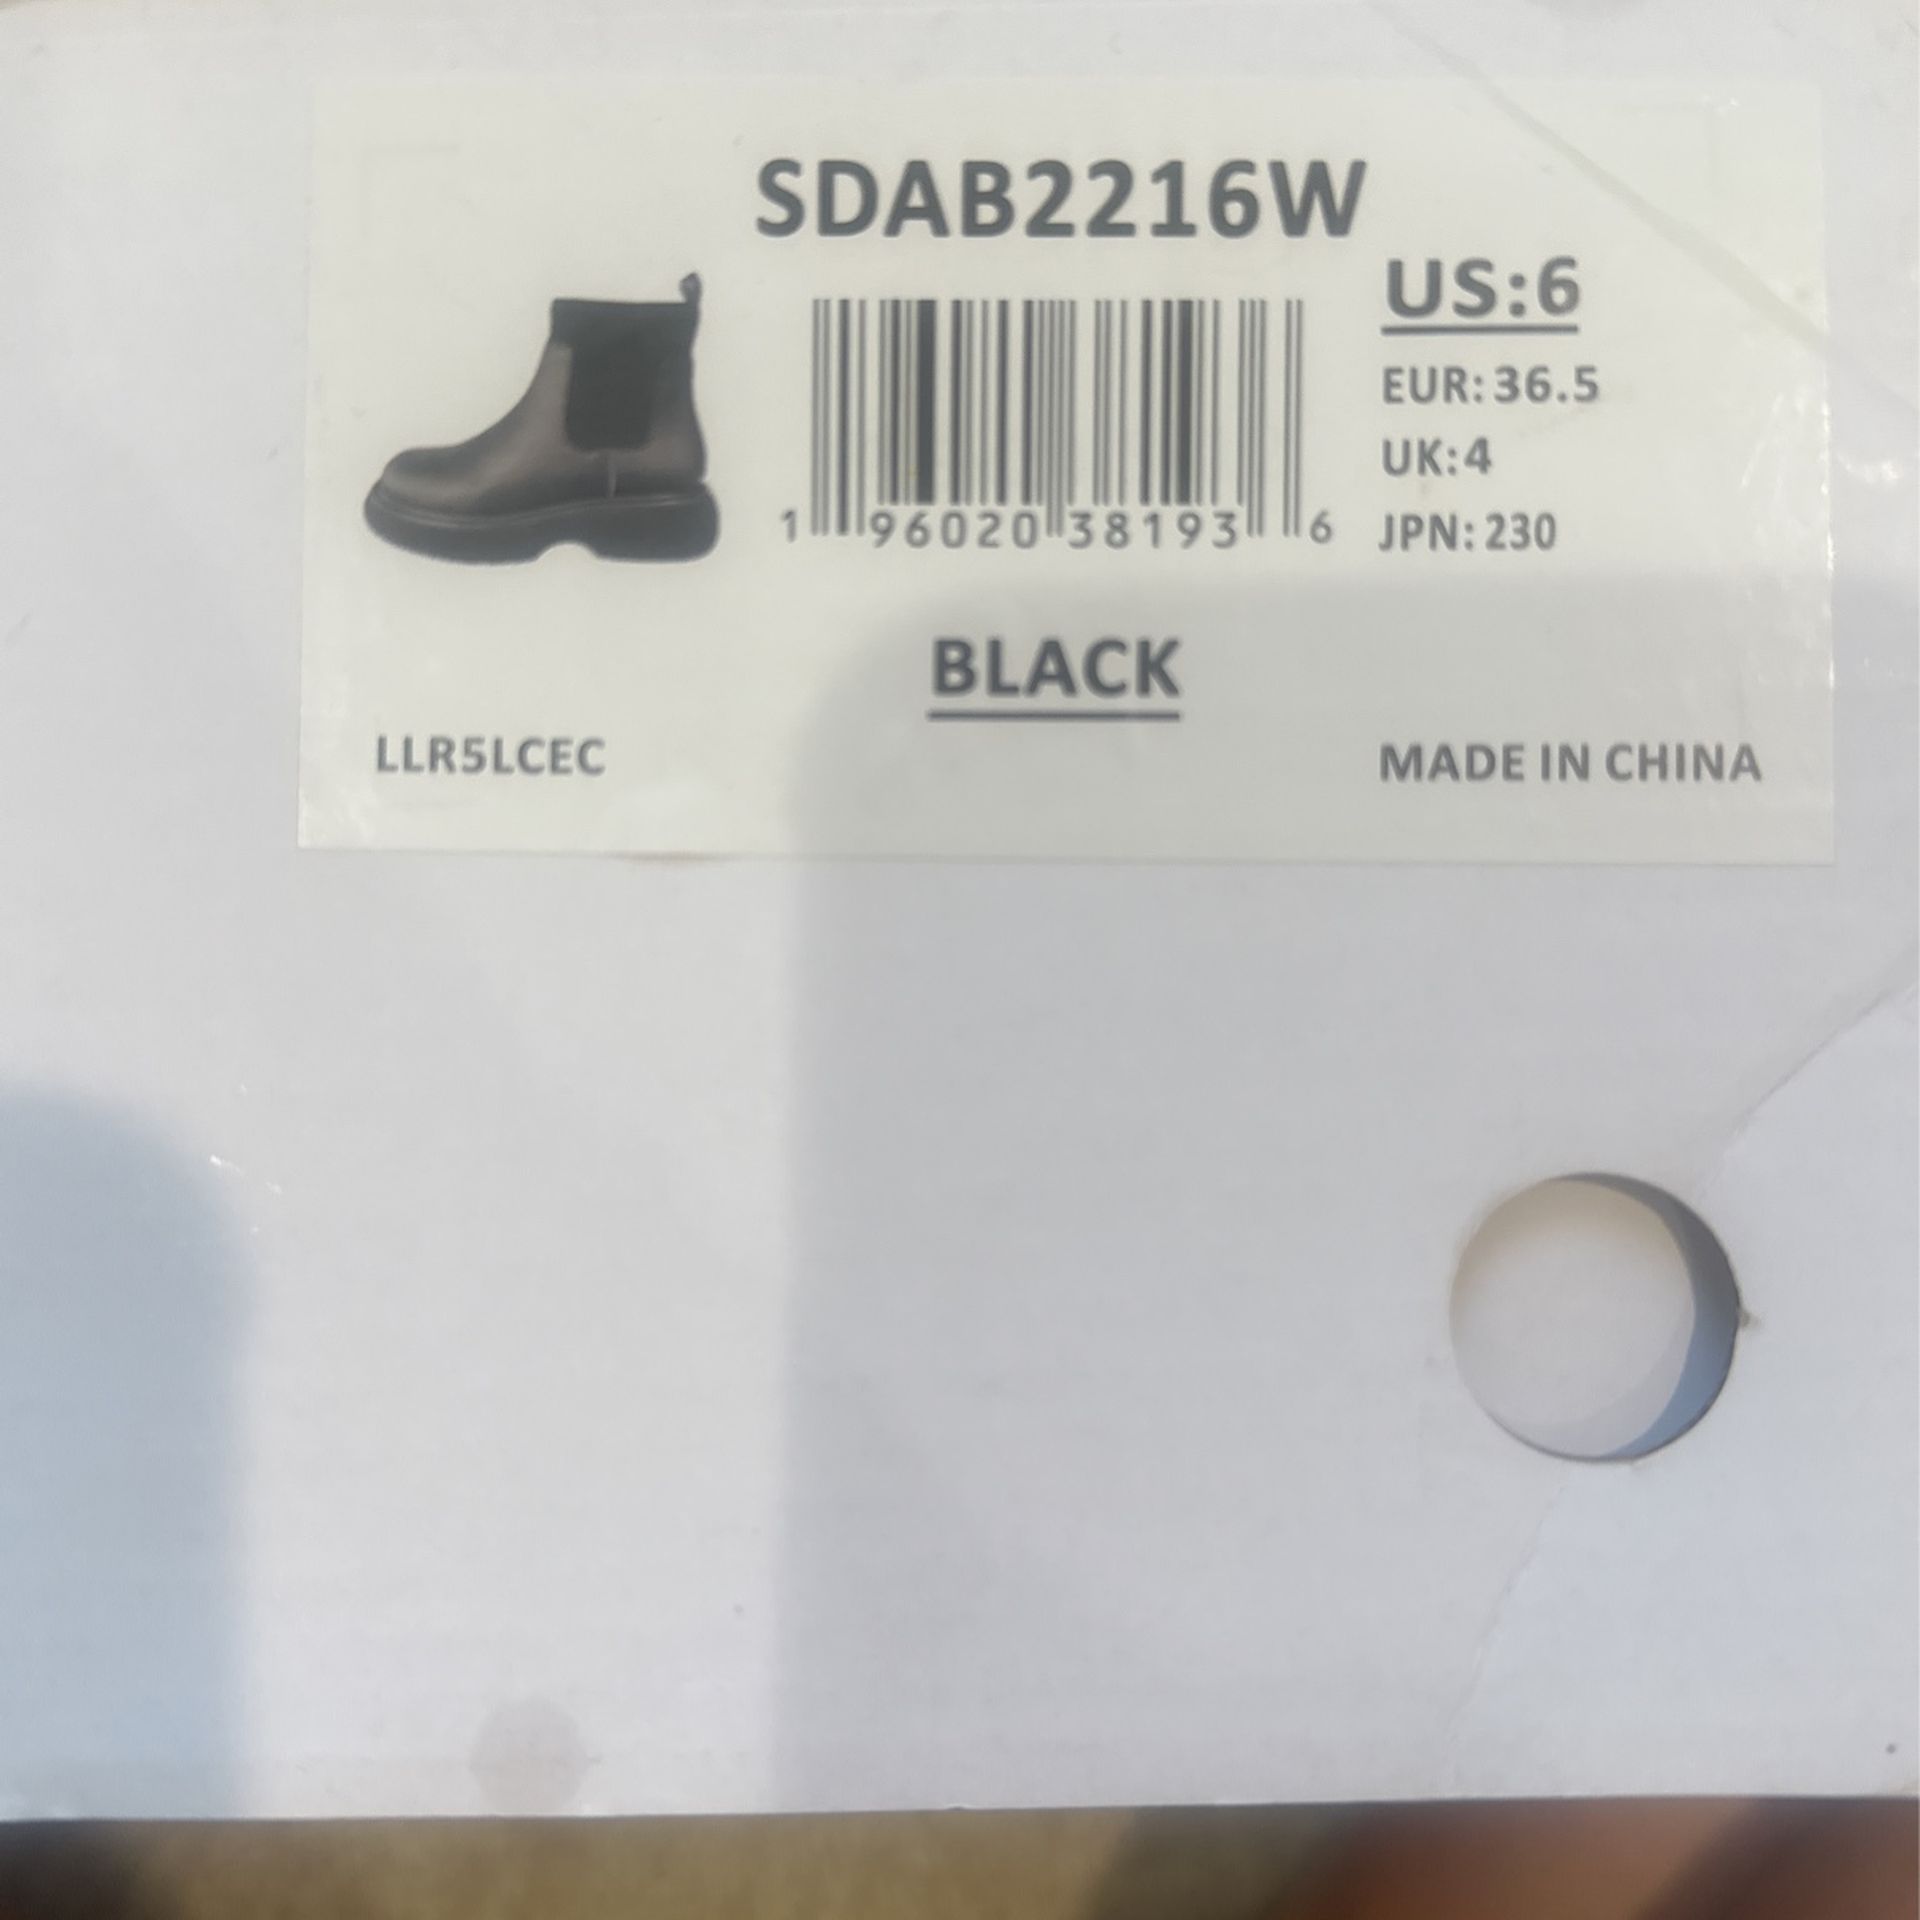 SDAB2216W
US:6
EUR: 36.5
UK:4
JPN: 230
1 96020 38193 6
BLACK
LLR5LCEC
MADE IN CHINA